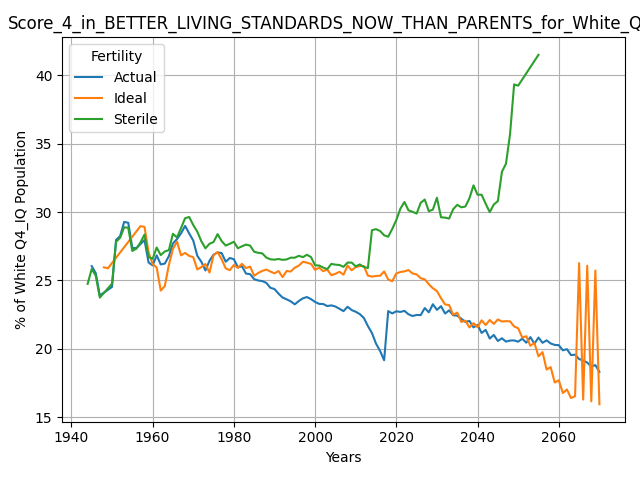 Score_4_in_BETTER_LIVING_STANDARDS_NOW_THAN_PARENTS_for_White_Q
Fertility
Actual
Ideal
Sterile
40
35
30
25
20
15
% of White Q4_IQ Population
1940 1960 1980 2000 2020 2040 2060
Years